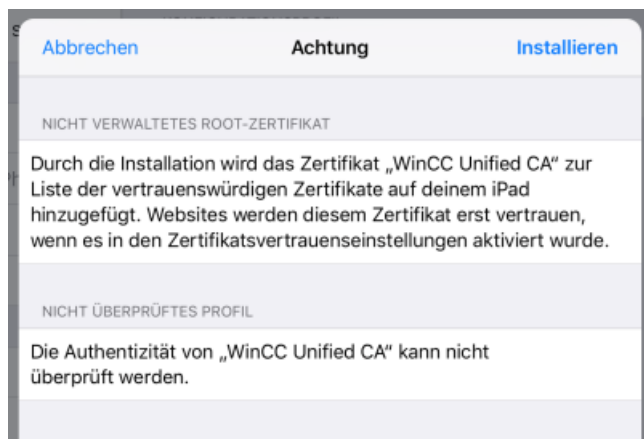 Abbrechen
Achtung
Installieren
NICHT VERWALTETES ROOT-ZERTIFIKAT
Durch die Installation wird das Zertifikat „WinCC Unified CA“ zur
Liste der vertrauenswürdigen Zertifikate auf deinem iPad
hinzugefügt. Websites werden diesem Zertifikat erst vertrauen,
wenn es in den Zertifikatsvertrauenseinstellungen aktiviert wurde.
NICHT ÜBERPRÜFTES PROFIL
Die Authentizität von „WinCC Unified CA“ kann nicht
überprüft werden.